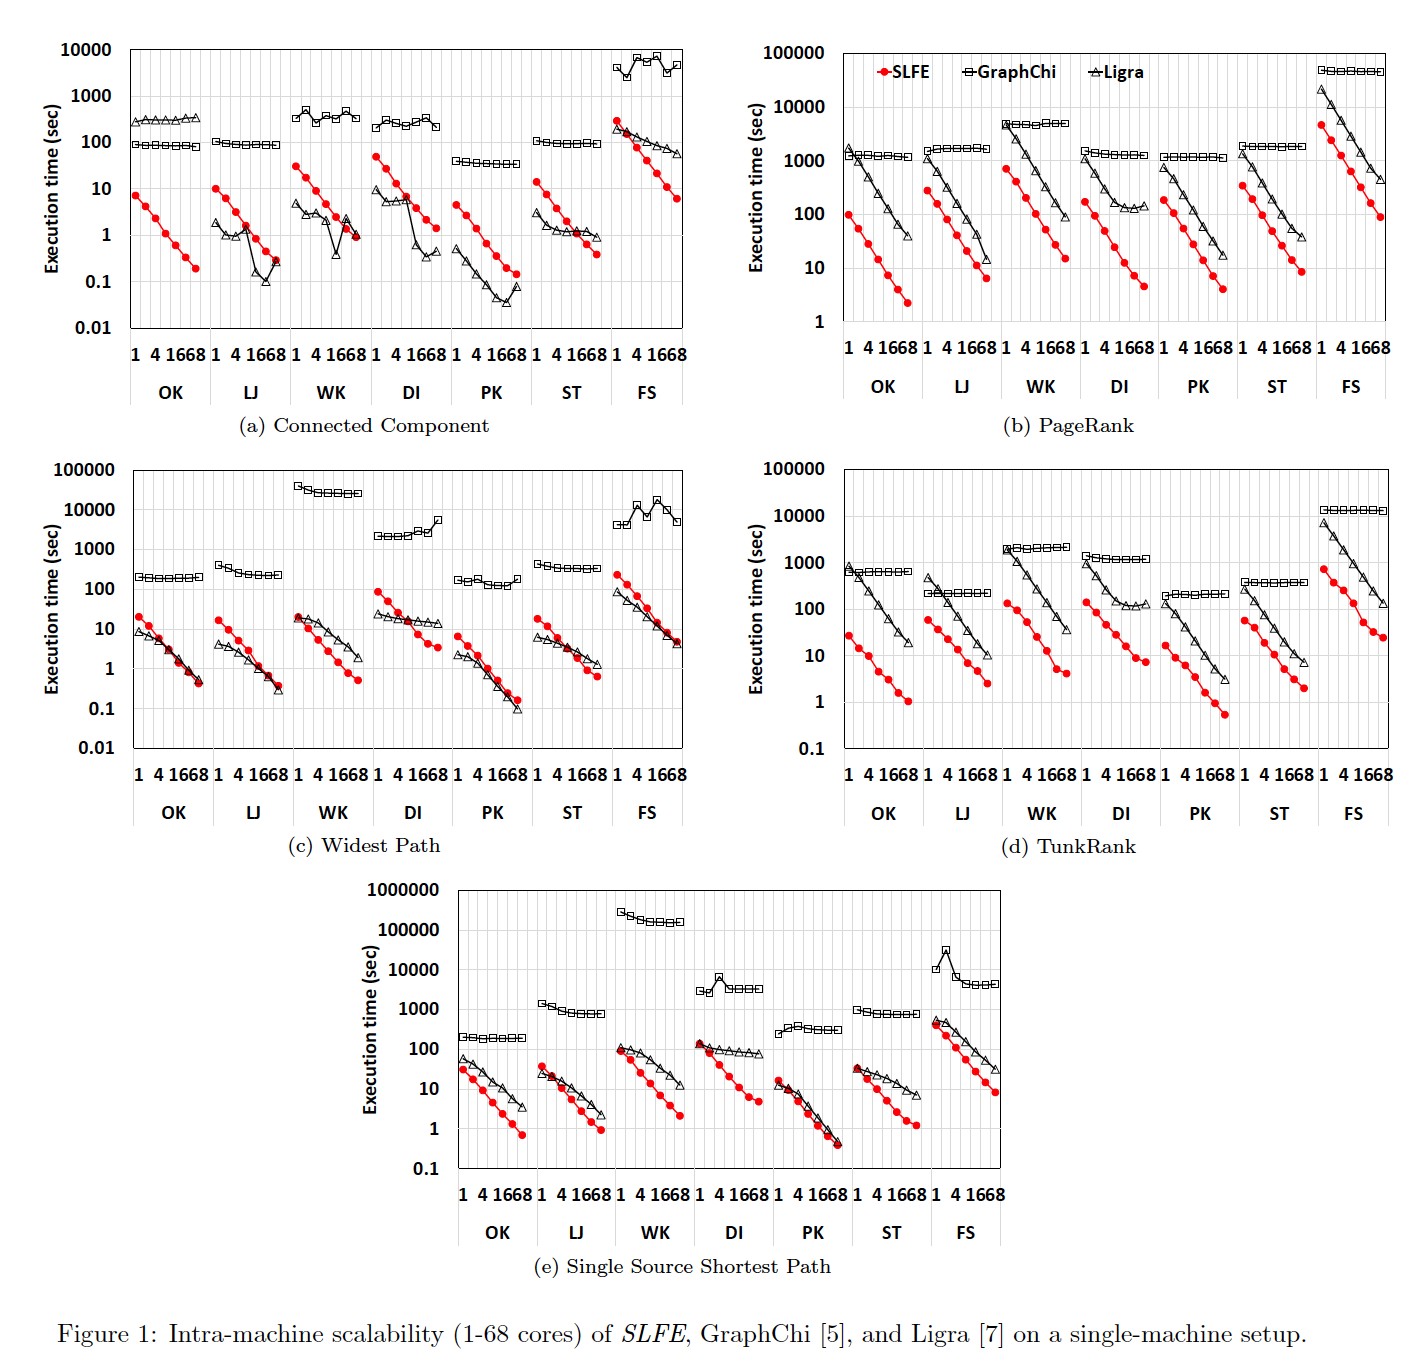 10000
1000
100
10
1
0.1
0.01
Execution time (sec)
1 4 1668 1 4 1668 1 4 1668 1 4 1668 1 4 1668 1 4 1668 1 4 1668
OK LJ WK DI PK ST FS
(a) Connected Component
SLFE GraphChi Ligra
100000
10000
1000
100
10
1
Execution time (sec)
1 4 1668 1 4 1668 1 4 1668 1 4 1668 1 4 1668 1 4 1668 1 4 1668
OK LJ WK DI PK ST FS
(b) PageRank
100000
10000
1000
100
10
1
0.1
0.01
Execution time (sec)
1 4 1668 1 4 1668 1 4 1668 1 4 1668 1 4 1668 1 4 1668 1 4 1668
OK LJ WK DI PK ST FS
(c) Widest Path
100000
10000
1000
100
10
1
0.1
Execution time (sec)
1 4 1668 1 4 1668 1 4 1668 1 4 1668 1 4 1668 1 4 1668 1 4 1668
OK LJ WK DI PK ST FS
(d) TunkRank
1000000
100000
10000
1000
100
10
1
0.1
Execution time (sec)
1 4 1668 1 4 1668 1 4 1668 1 4 1668 1 4 1668 1 4 1668 1 4 1668
OK LJ WK DI PK ST FS
(e) Single Source Shortest Path
Figure 1: Intra-machine scalability (1-68 cores) of SLFE, GraphChi [5], and Ligra [7] on a single-machine setup.